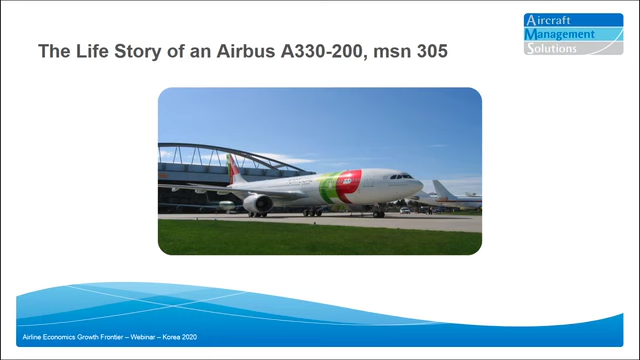 Aircraft
Management
Solutions
The Life Story of an Airbus A330-200, msn 305
Airline Economics Growth Frontier – Webinar – Korea 2020